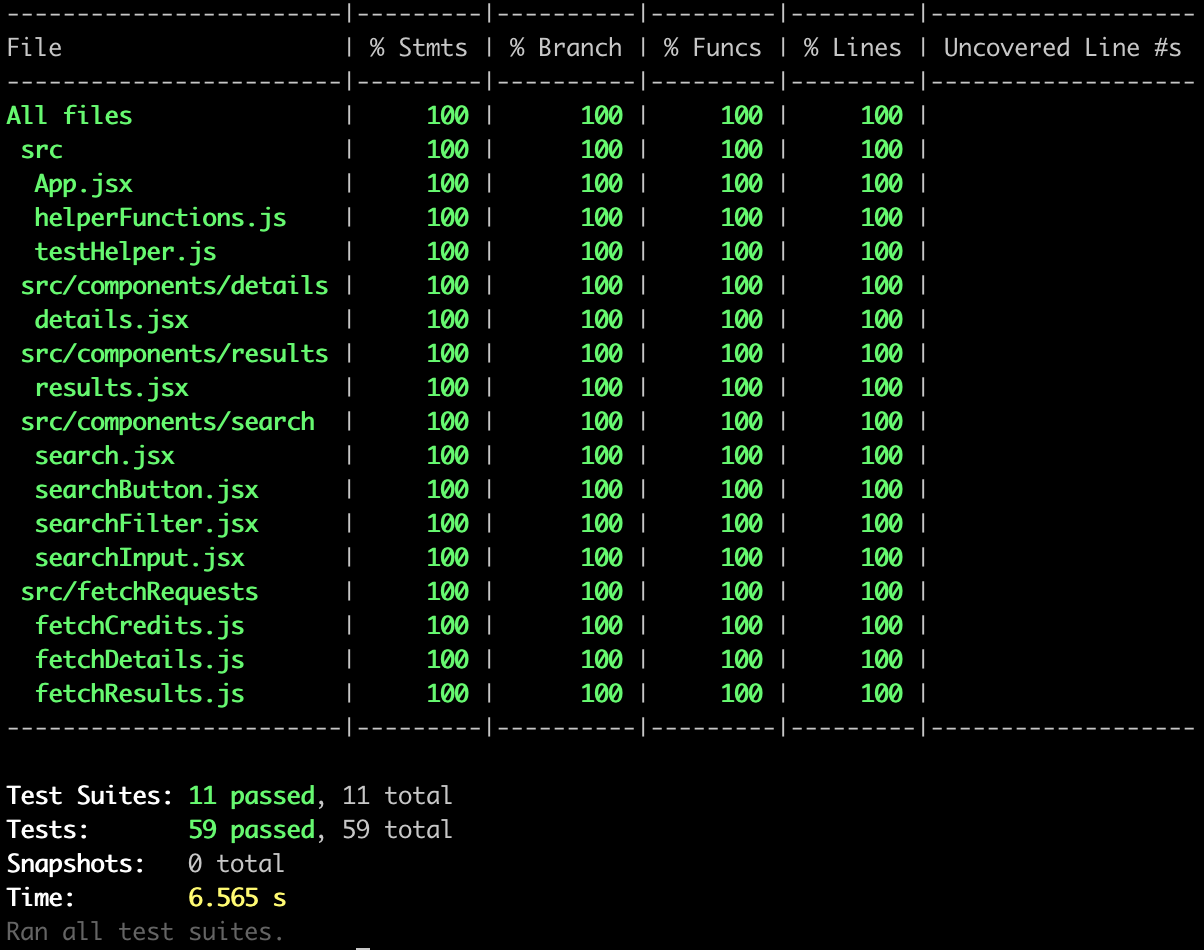 ------------------------|---------|----------|---------|---------|-------------------
File                    | % Stmts | % Branch | % Funcs | % Lines | Uncovered Line #s
------------------------|---------|----------|---------|---------|-------------------
All files               |     100 |      100 |     100 |     100 |
 src                    |     100 |      100 |     100 |     100 |
  App.jsx               |     100 |      100 |     100 |     100 |
  helperFunctions.js    |     100 |      100 |     100 |     100 |
  testHelper.js         |     100 |      100 |     100 |     100 |
 src/components/details |     100 |      100 |     100 |     100 |
  details.jsx           |     100 |      100 |     100 |     100 |
 src/components/results |     100 |      100 |     100 |     100 |
  results.jsx           |     100 |      100 |     100 |     100 |
 src/components/search  |     100 |      100 |     100 |     100 |
  search.jsx            |     100 |      100 |     100 |     100 |
  searchButton.jsx      |     100 |      100 |     100 |     100 |
  searchFilter.jsx      |     100 |      100 |     100 |     100 |
  searchInput.jsx       |     100 |      100 |     100 |     100 |
 src/fetchRequests      |     100 |      100 |     100 |     100 |
  fetchCredits.js       |     100 |      100 |     100 |     100 |
  fetchDetails.js       |     100 |      100 |     100 |     100 |
  fetchResults.js       |     100 |      100 |     100 |     100 |
------------------------|---------|----------|---------|---------|-------------------

Test Suites: 11 passed, 11 total
Tests:       59 passed, 59 total
Snapshots:   0 total
Time:        6.565 s
Ran all test suites.